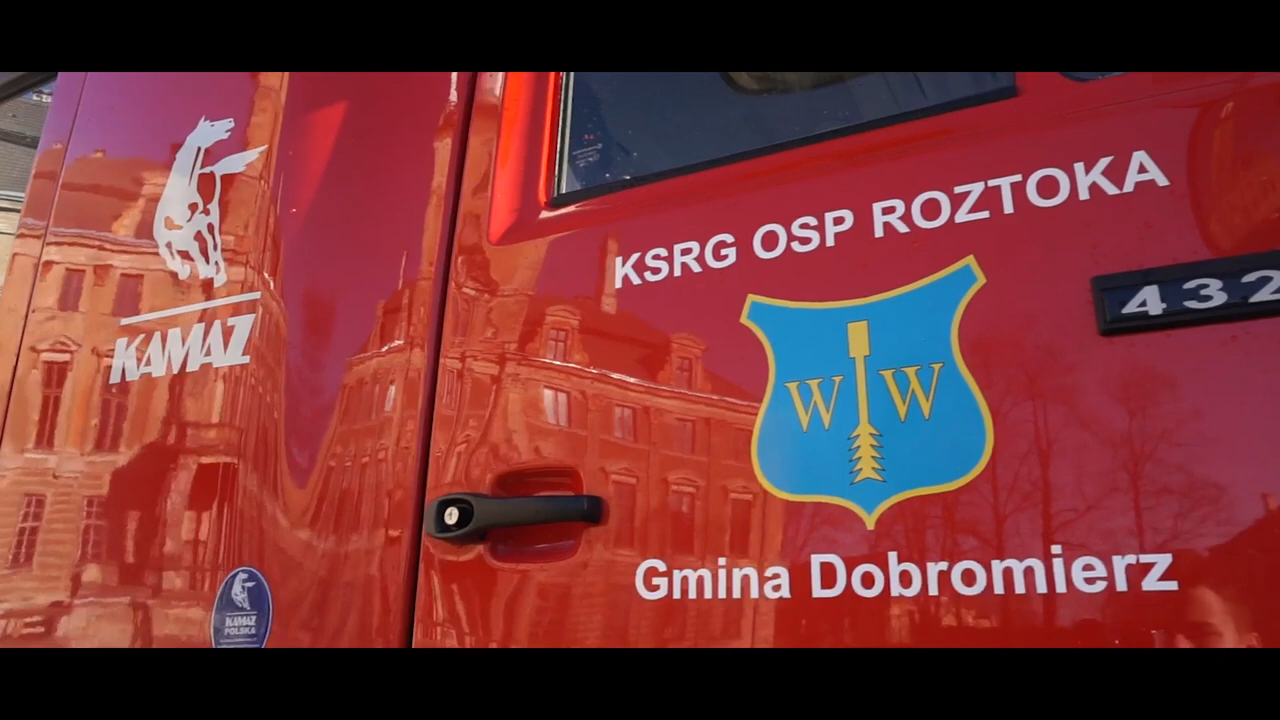 KAMAZ
KAMAZ
POLSKA
KSRG OSP ROZTOKA
W W
Gmina Dobromierz
432